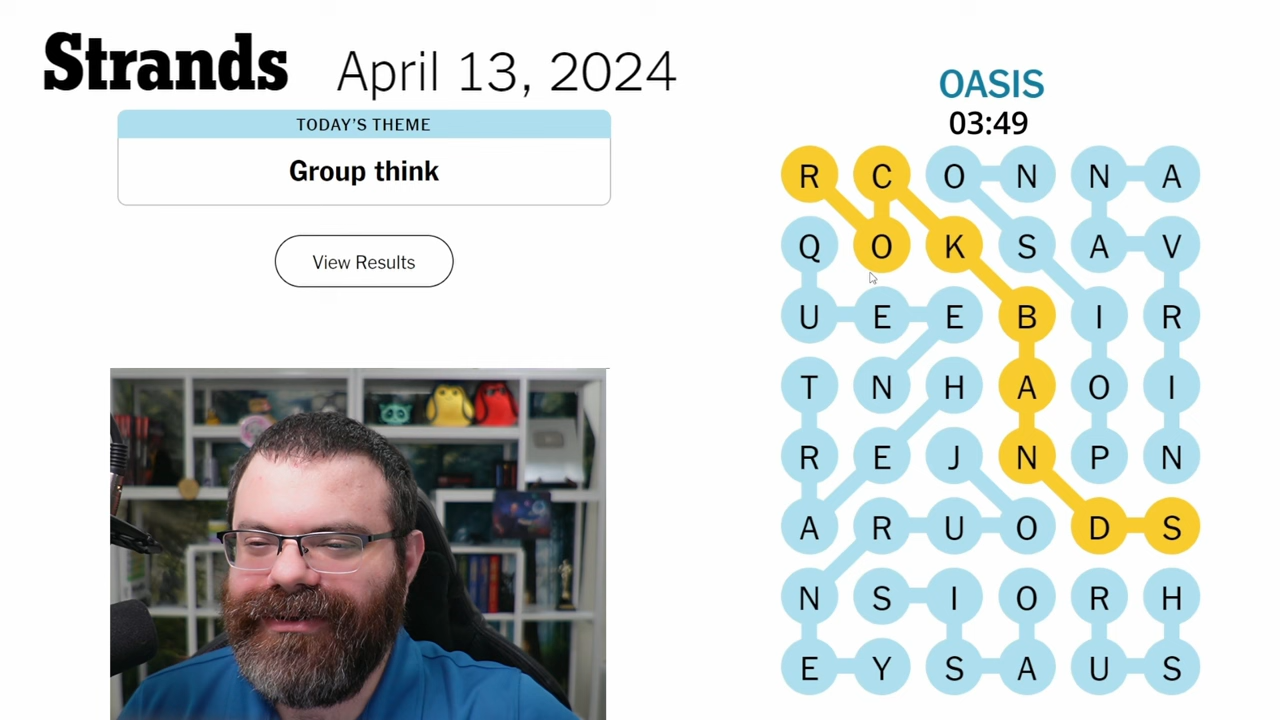 Strands April 13, 2024
TODAY'S THEME
Group think
View Results
OASIS
03:49
R C O N N A
Q O K S A V
U E E B I R
T N H A O I
R E J N P N
A R U O D S
N S I O R H
E Y S A U S